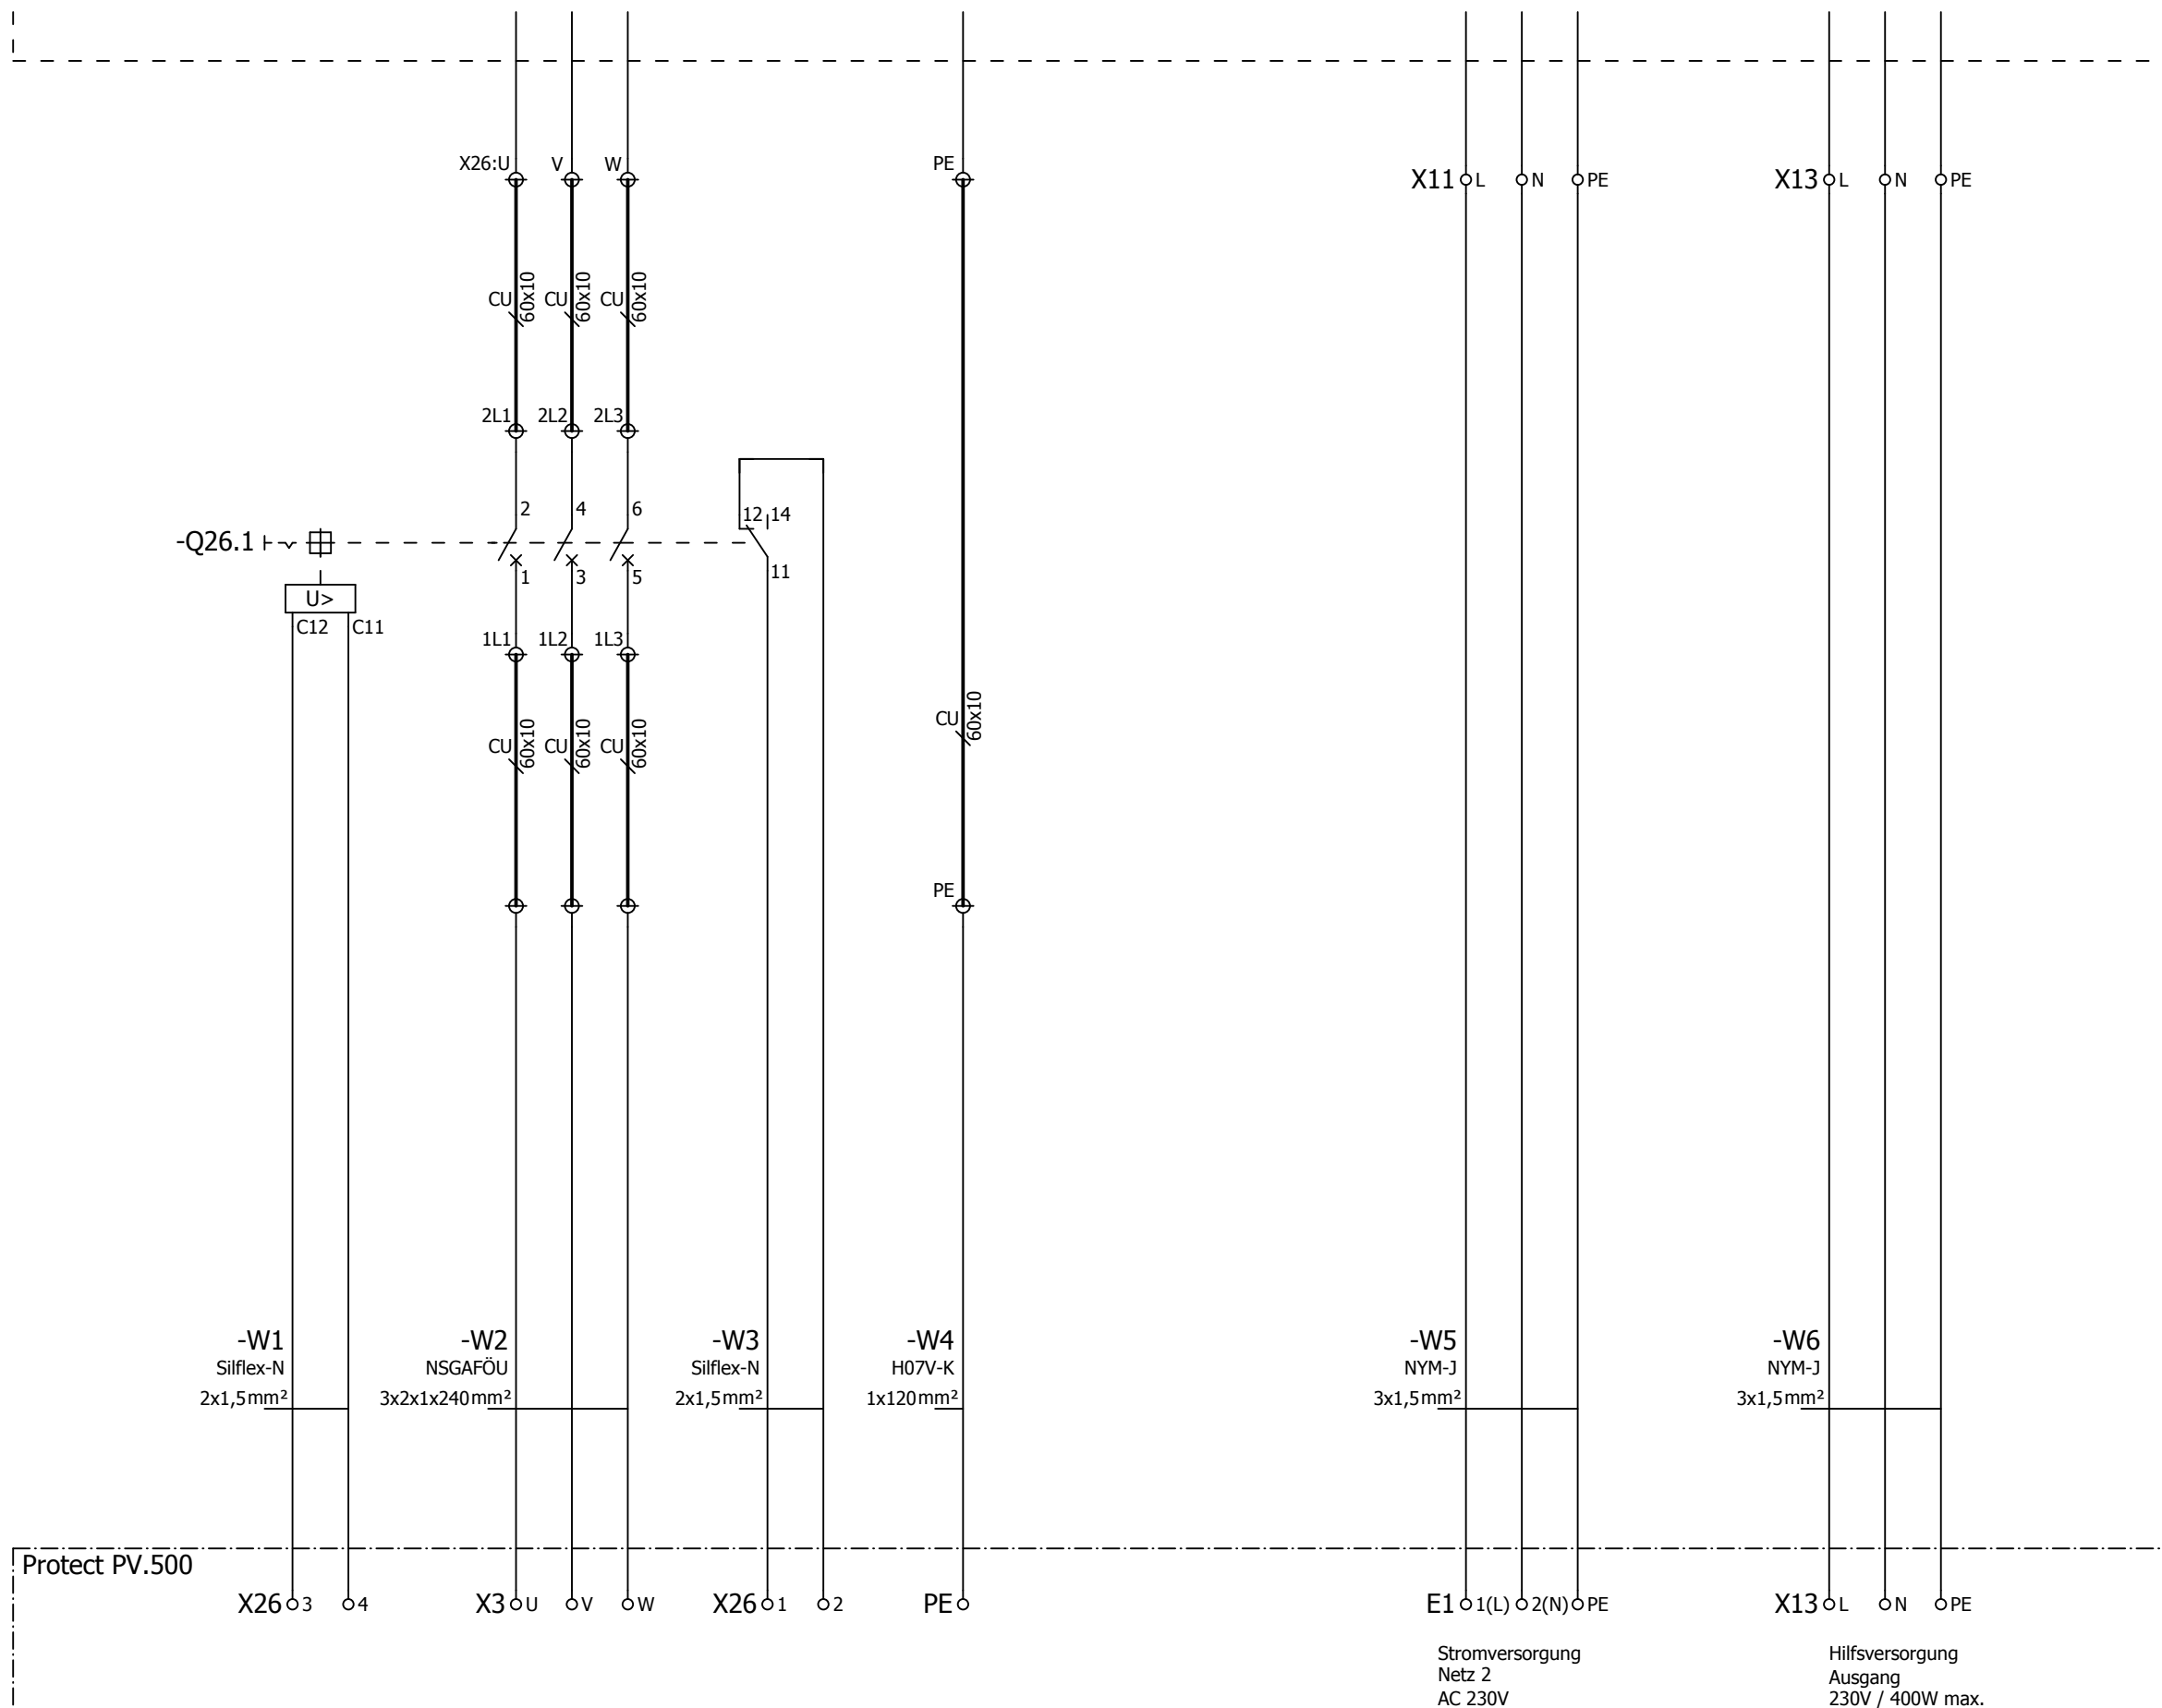 X26:U V W PE
X11 L N PE X13 L N PE
CU 60x10 CU 60x10 CU 60x10
2L1 2L2 2L3
2 4 6 12 14
-Q26.1
1 3 5 11
U>
C12 C11
1L1 1L2 1L3
CU 60x10 CU 60x10 CU 60x10 CU 60x10
PE
-W1 -W2 -W3 -W4 -W5 -W6
Silflex-N NSGAFÖU Silflex-N H07V-K NYM-J NYM-J
2x1,5mm² 3x2x1x240mm² 2x1,5mm² 1x120mm² 3x1,5mm² 3x1,5mm²
Protect PV.500
X26 3 4 X3 U V W X26 1 2 PE E1 1(L) 2(N) PE X13 L N PE
Stromversorgung
Netz 2
AC 230V
Hilfsversorgung
Ausgang
230V / 400W max.